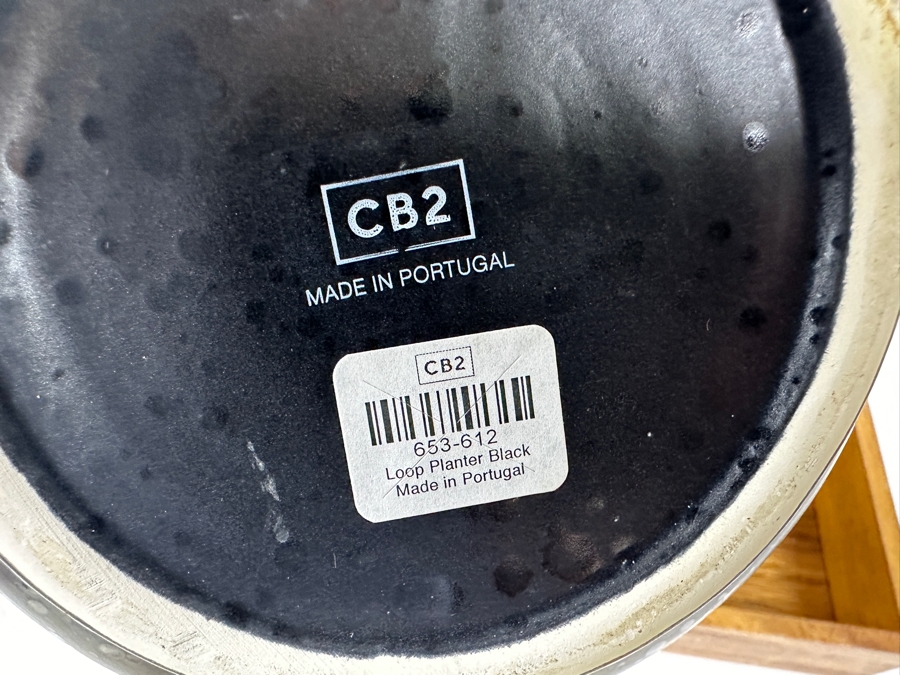 CB2
MADE IN PORTUGAL
CB2
653-612
Loop Planter Black
Made in Portugal